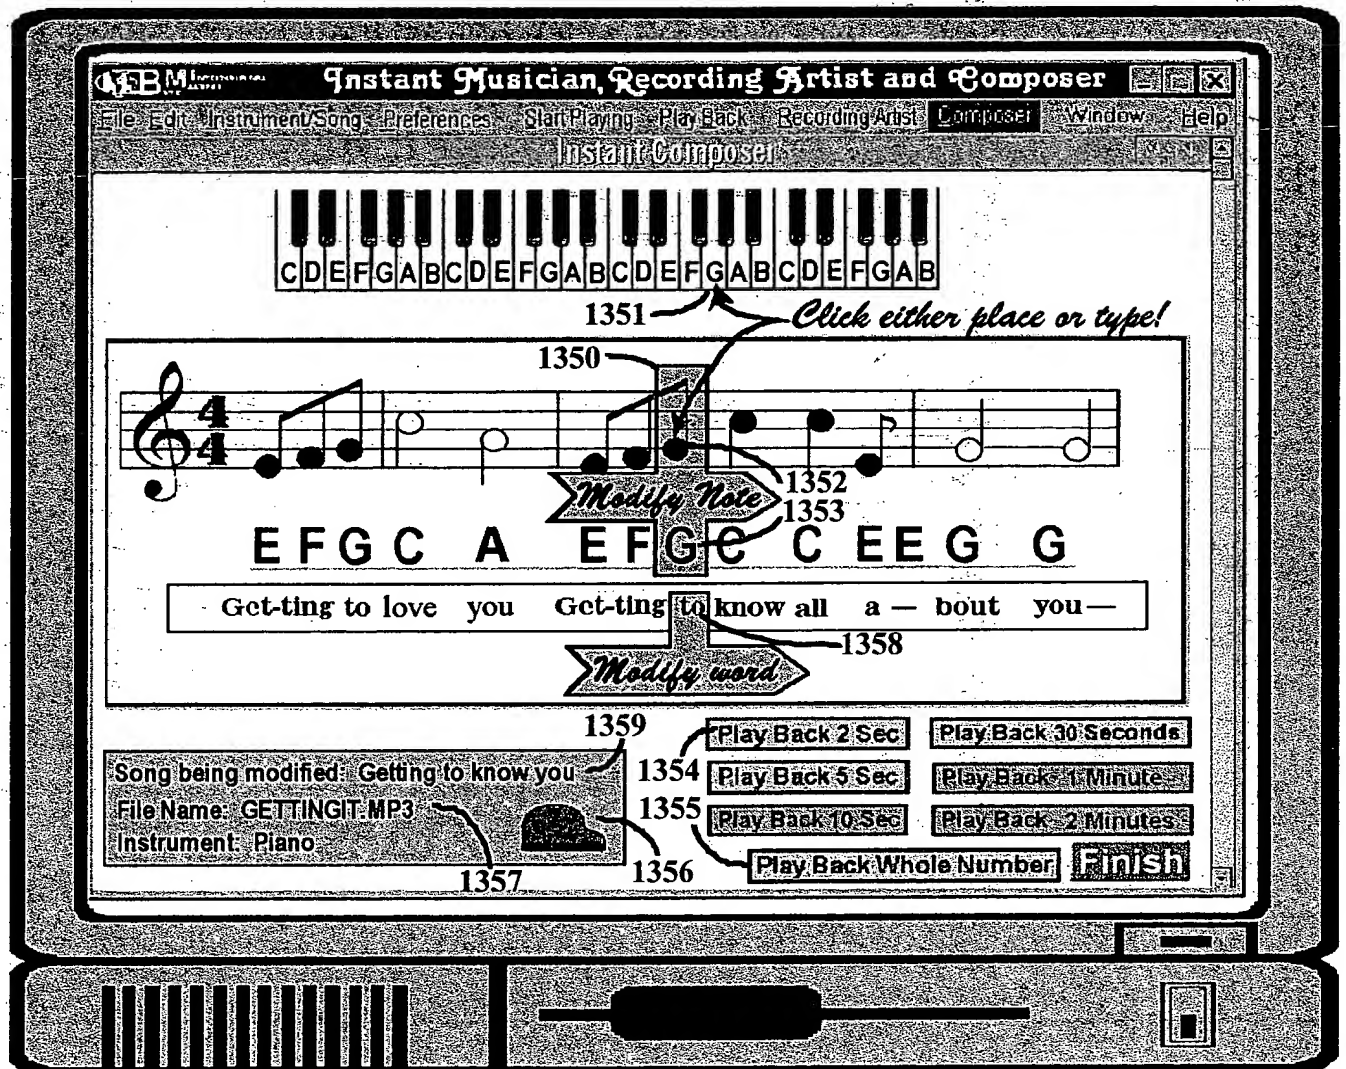 Instant Musician, Recording Artist and Composer
File Edit Instrument/Song Preferences Start Playing Play Back Recording Artist Composer Window Help
Instant Composer
C D E F G A B C D E F G A B C D E F G A B C D E F G A B
1351 Click either place or type!
1350
4
4
1352
Modify Note
1353
E F G C A E F G C C E E G G
Get-ting to love you Get-ting to know all a — bout you —
1358
Modify word
1359
Play Back 2 Sec Play Back 30 Seconds
Song being modified: Getting to know you
1354 Play Back 5 Sec Play Back 1 Minute
File Name: GETTINGIT.MP3
1355 Play Back 10 Sec Play Back 2 Minutes
Instrument: Piano
1357 1356 Play Back Whole Number Finish